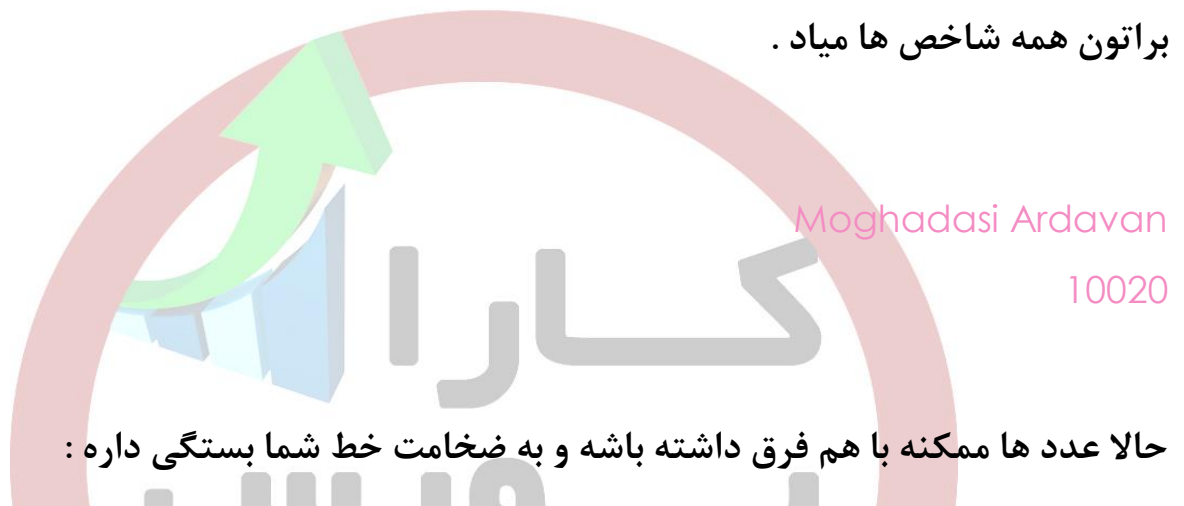 براتون همه شاخص ها میاد .
Moghadasi Ardavan
10020
کارا
حالا عدد ها ممکنه با هم فرق داشته باشه و به ضخامت خط شما بستگی داره :